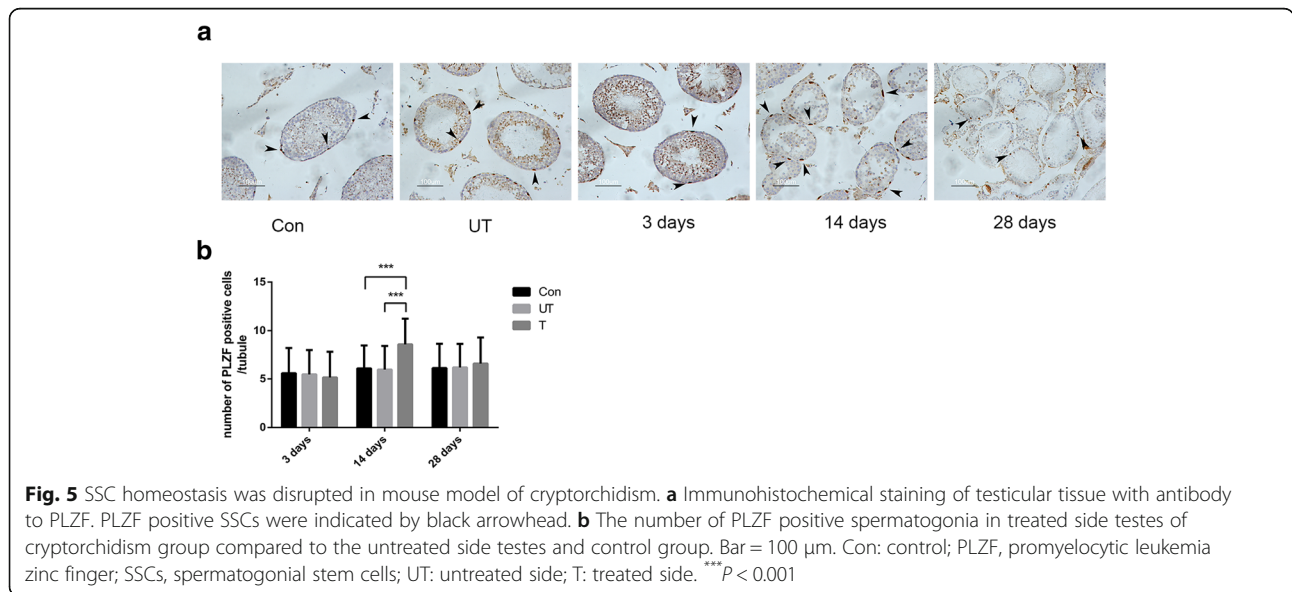 a
100um
100um
100um
100um
100um
Con UT 3 days 14 days 28 days
b
number of PLZF positive cells
/tubule
15
10
5
0
***
***
Con
UT
T
3 days
14 days
28 days
Fig. 5 SSC homeostasis was disrupted in mouse model of cryptorchidism. a Immunohistochemical staining of testicular tissue with antibody
to PLZF. PLZF positive SSCs were indicated by black arrowhead. b The number of PLZF positive spermatogonia in treated side testes of
cryptorchidism group compared to the untreated side testes and control group. Bar = 100 μm. Con: control; PLZF, promyelocytic leukemia
zinc finger; SSCs, spermatogonial stem cells; UT: untreated side; T: treated side. ***P < 0.001